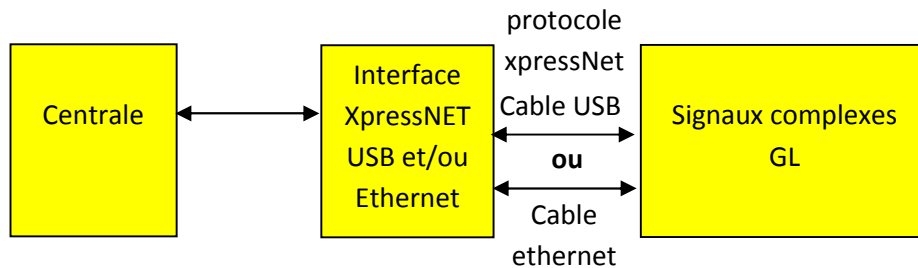 Centrale
Interface
XpressNET
USB et/ou
Ethernet
protocole
xpressNet
Cable USB
ou
Cable
ethernet
Signaux complexes
GL